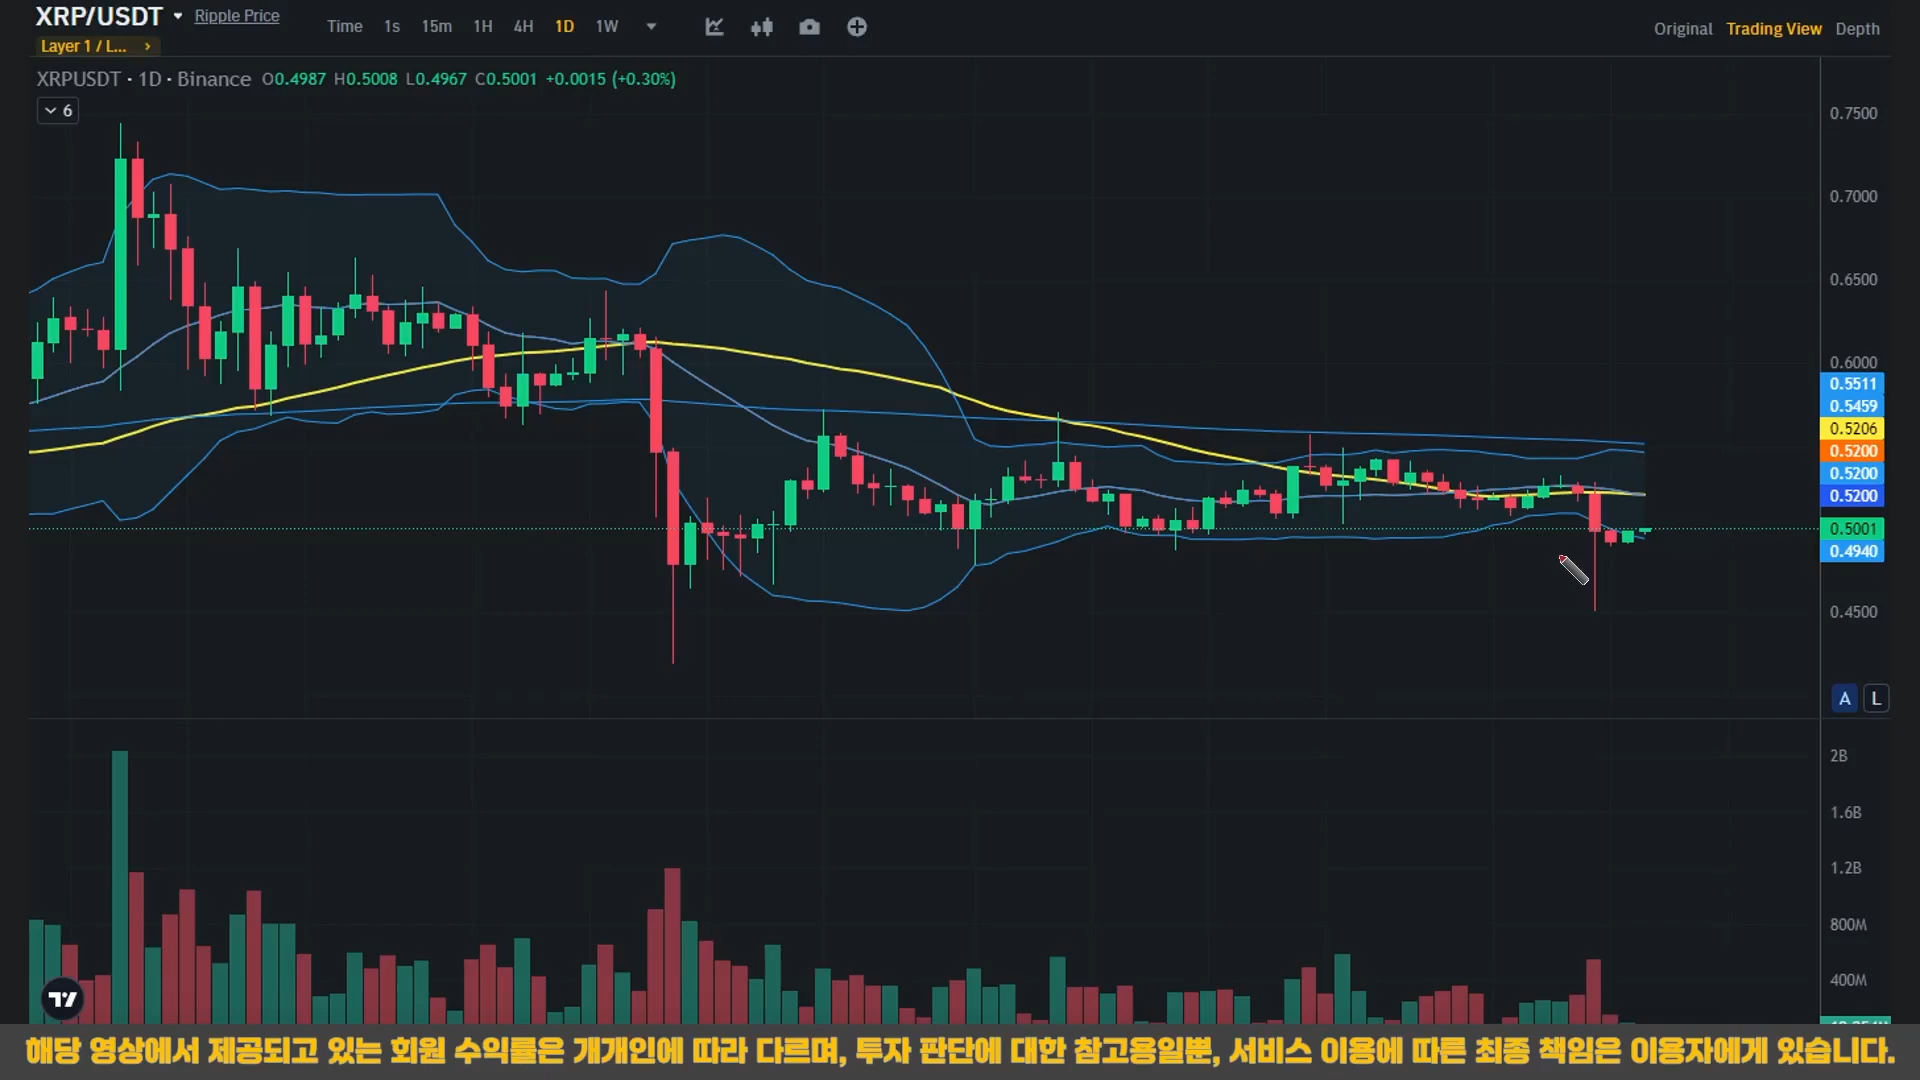 XRP/USDT Ripple Price Time 1s 15m 1H 4H 1D 1W Original Trading View Depth
Layer 1 / L... ›
XRPUSDT · 1D · Binance O0.4987 H0.5008 L0.4967 C0.5001 +0.0015 (+0.30%)
6
0.7500
0.7000
0.6500
0.6000
0.5511
0.5459
0.5206
0.5200
0.5200
0.5200
0.5001
0.4940
0.4500
A L
2B
1.6B
1.2B
800M
400M
해당 영상에서 제공되고 있는 회원 수익률은 개개인에 따라 다르며, 투자 판단에 대한 참고용일뿐, 서비스 이용에 따른 최종 책임은 이용자에게 있습니다.